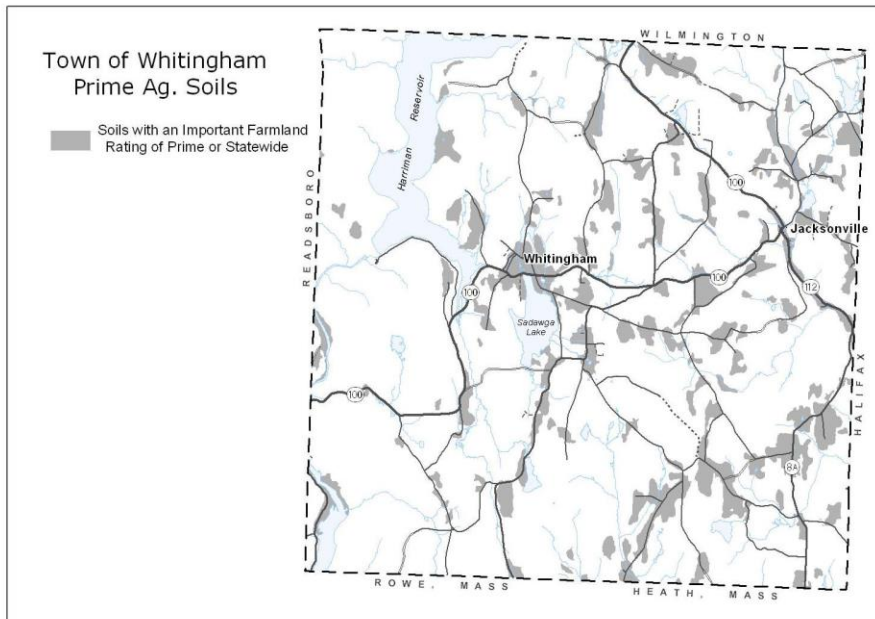 Town of Whitingham
Prime Ag. Soils
Soils with an Important Farmland
Rating of Prime or Statewide
WILMINGTON
Harriman Reservoir
READSBORO
100
Jacksonville
Whitingham
100
100
112
Sadawga
Lake
HALIFAX
100
8A
ROWE, MASS
HEATH, MASS